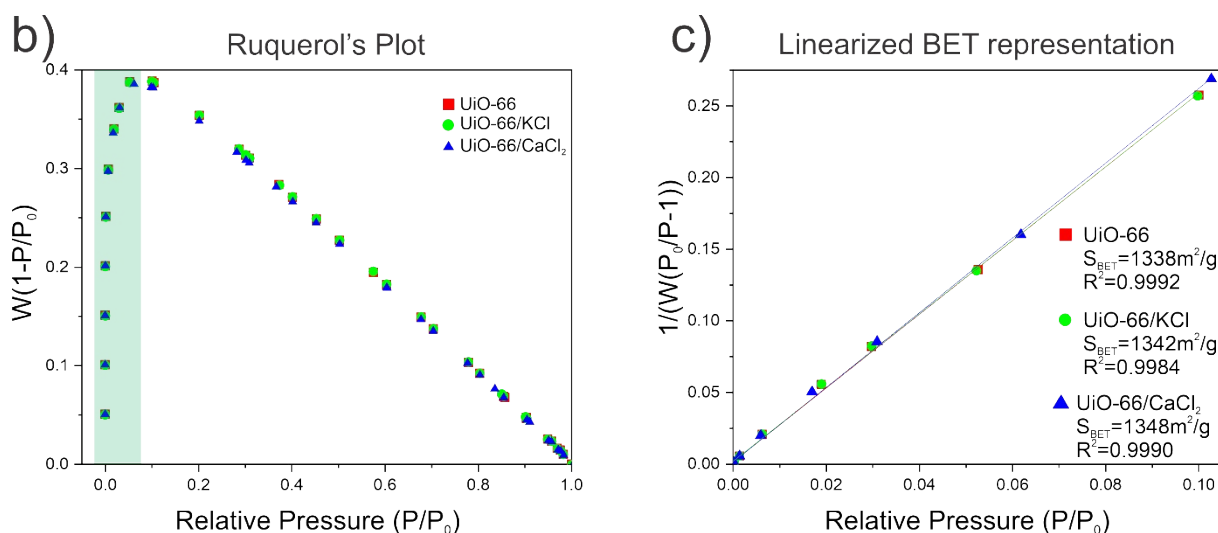 b)
Ruquerol's Plot
0.4
0.3
0.2
0.1
0.0
W(1-P/P₀)
UiO-66
UiO-66/KCl
UiO-66/CaCl₂
0.0 0.2 0.4 0.6 0.8 1.0
Relative Pressure (P/P₀)
c)
Linearized BET representation
0.25
0.20
0.15
0.10
0.05
0.00
1/(W(P₀/P-1))
UiO-66
S_BET=1338m²/g
R²=0.9992
UiO-66/KCl
S_BET=1342m²/g
R²=0.9984
UiO-66/CaCl₂
S_BET=1348m²/g
R²=0.9990
0.00 0.02 0.04 0.06 0.08 0.10
Relative Pressure (P/P₀)